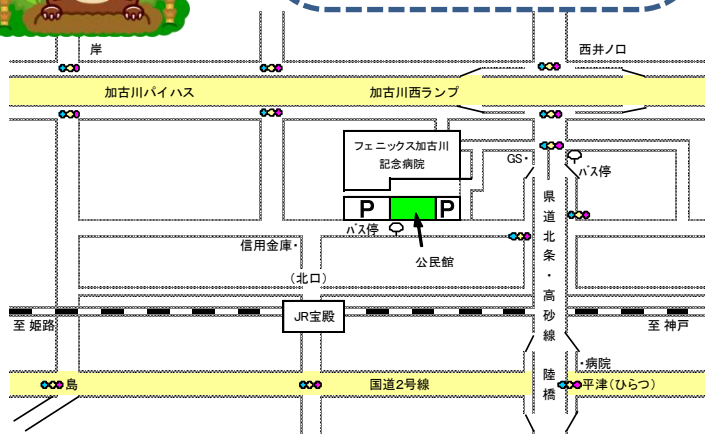 岸
西井ノ口
加古川バイパス
加古川西ランプ
フェニックス加古川
記念病院
GS・
バス停
P
P
バス停
県道北条・高砂線
信用金庫・
公民館
（北口）
JR宝殿
至 姫路
至 神戸
・病院
島
国道2号線
陸橋
平津（ひらつ）